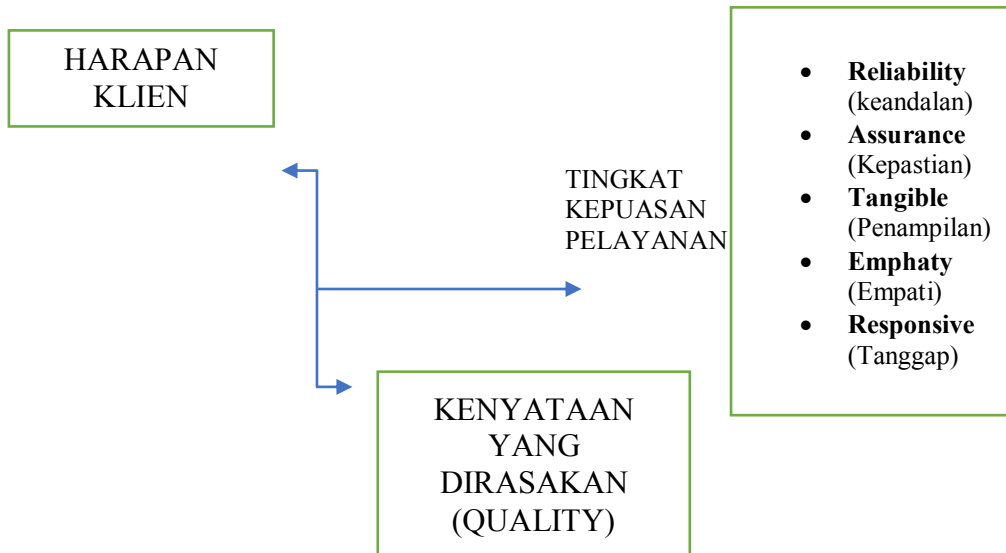 HARAPAN
KLIEN
TINGKAT
KEPUASAN
PELAYANAN
• Reliability
(keandalan)
• Assurance
(Kepastian)
• Tangible
(Penampilan)
• Emphaty
(Empati)
• Responsive
(Tanggap)
KENYATAAN
YANG
DIRASAKAN
(QUALITY)